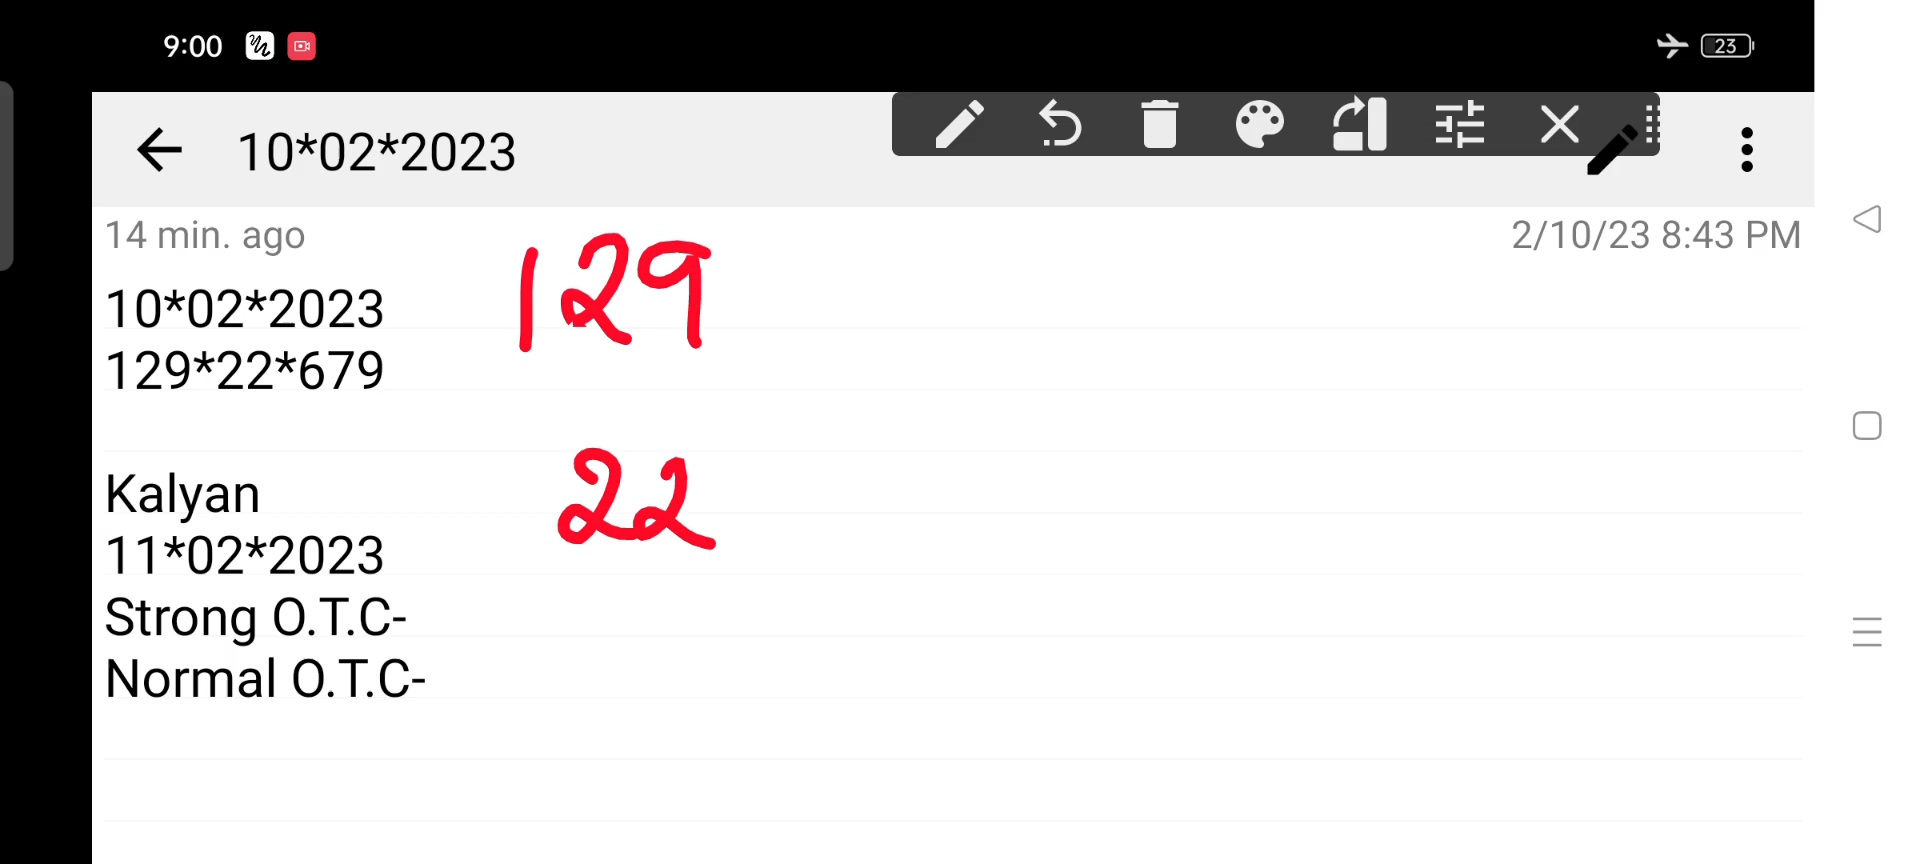 9:00
23
10*02*2023
14 min. ago
2/10/23 8:43 PM
10*02*2023
129
129*22*679
Kalyan
22
11*02*2023
Strong O.T.C-
Normal O.T.C-